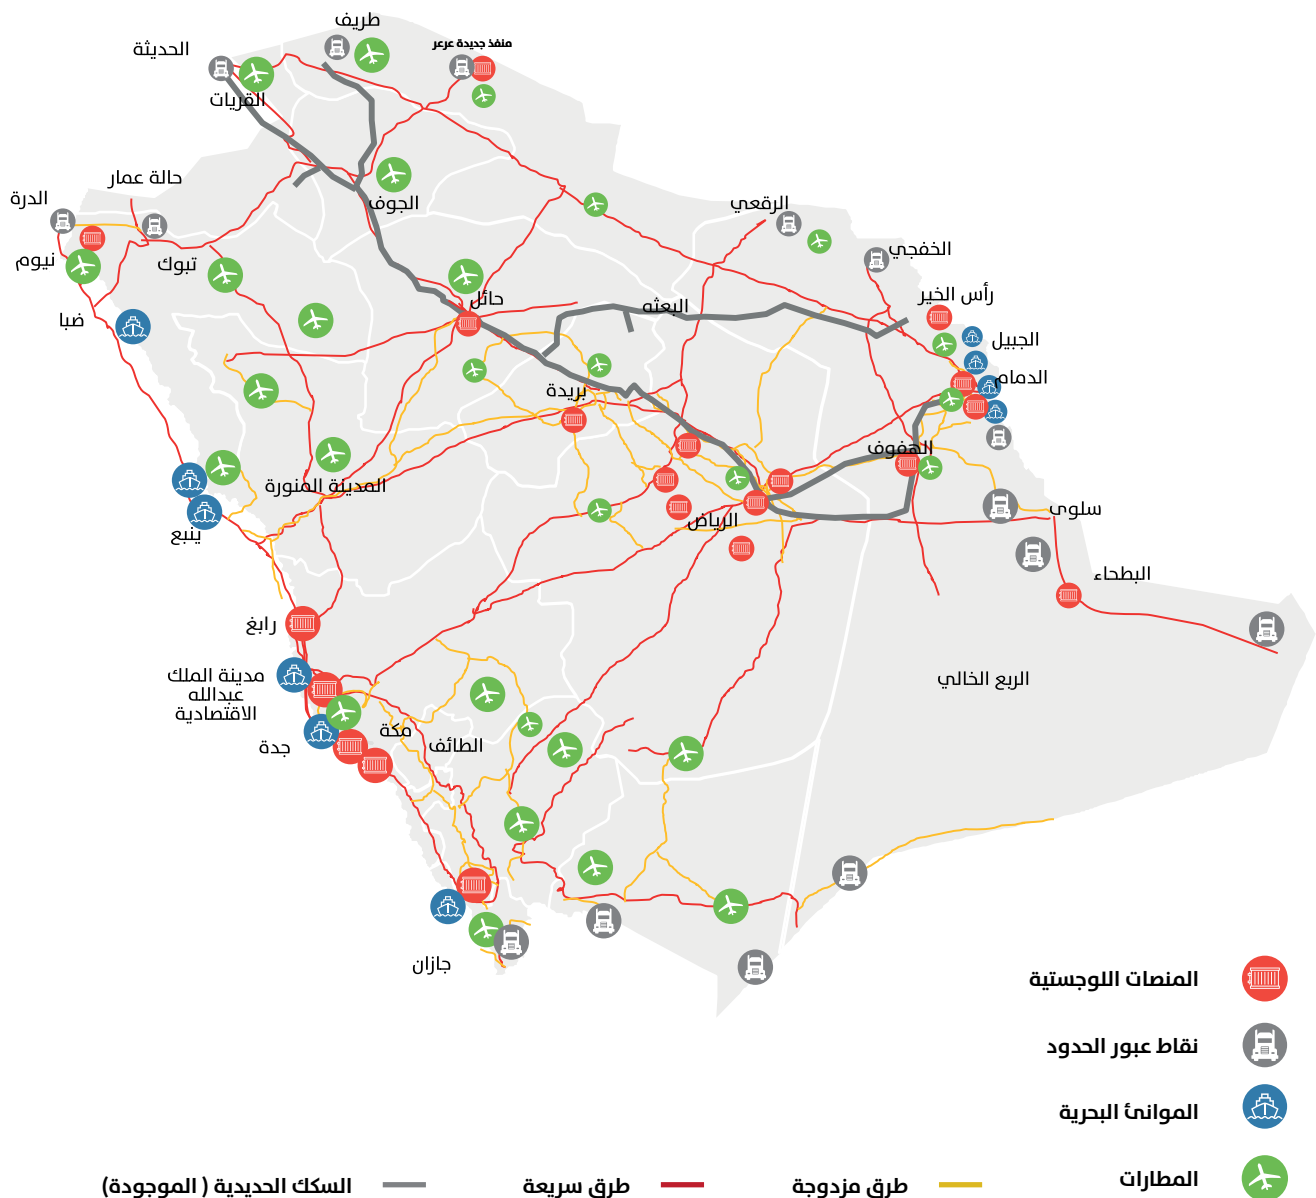 طريف
منفذ جديدة عرعر
الحديثة
القريات
حالة عمار
الدرة
الجوف
الرقعي
الخفجي
نيوم
تبوك
حائل
البعثه
رأس الخير
ضبا
الجبيل
الدمام
بريدة
الهفوف
المدينة المنورة
الرياض
سلوى
ينبع
البطحاء
رابغ
مدينة الملك
عبدالله
الاقتصادية
الربع الخالي
مكة
الطائف
جدة
جازان
المنصات اللوجستية
نقاط عبور الحدود
الموانئ البحرية
المطارات
طرق مزدوجة
طرق سريعة
السكك الحديدية ( الموجودة)